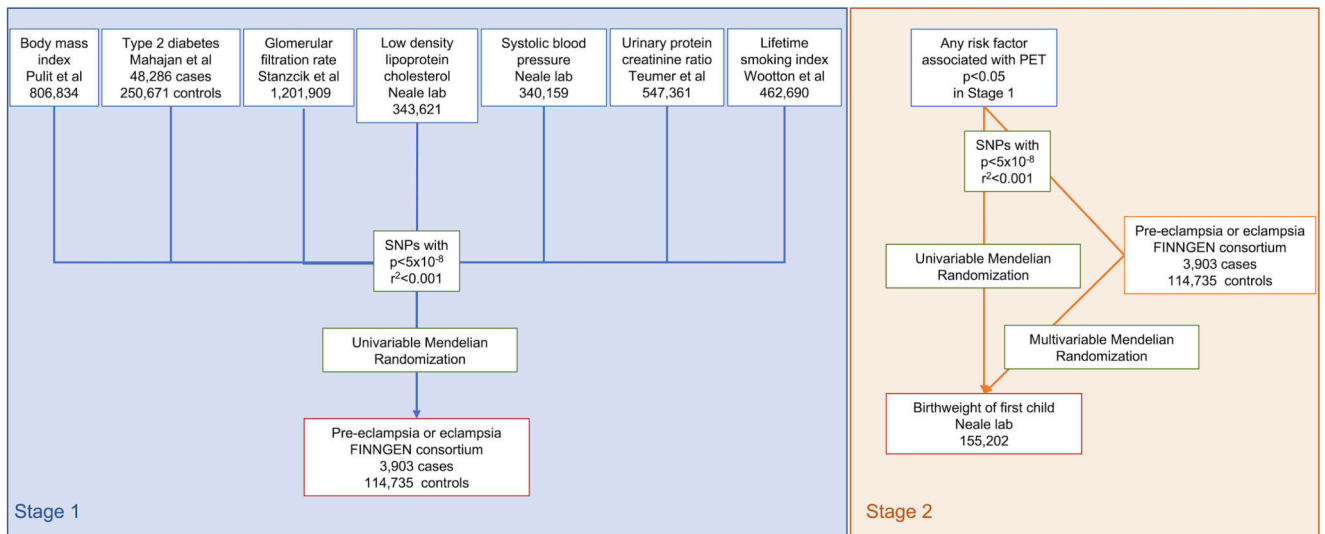 Body mass
index
Pulit et al
806,834
Type 2 diabetes
Mahajan et al
48,286 cases
250,671 controls
Glomerular
filtration rate
Stanzcik et al
1,201,909
Low density
lipoprotein
cholesterol
Neale lab
343,621
Systolic blood
pressure
Neale lab
340,159
Urinary protein
creatinine ratio
Teumer et al
547,361
Lifetime
smoking index
Wootton et al
462,690
SNPs with
p<5x10⁻⁸
r²<0.001
Univariable Mendelian
Randomization
Pre-eclampsia or eclampsia
FINNGEN consortium
3,903 cases
114,735 controls
Stage 1
Any risk factor
associated with PET
p<0.05
in Stage 1
SNPs with
p<5x10⁻⁸
r²<0.001
Pre-eclampsia or eclampsia
FINNGEN consortium
3,903 cases
114,735 controls
Univariable Mendelian
Randomization
Multivariable Mendelian
Randomization
Birthweight of first child
Neale lab
155,202
Stage 2